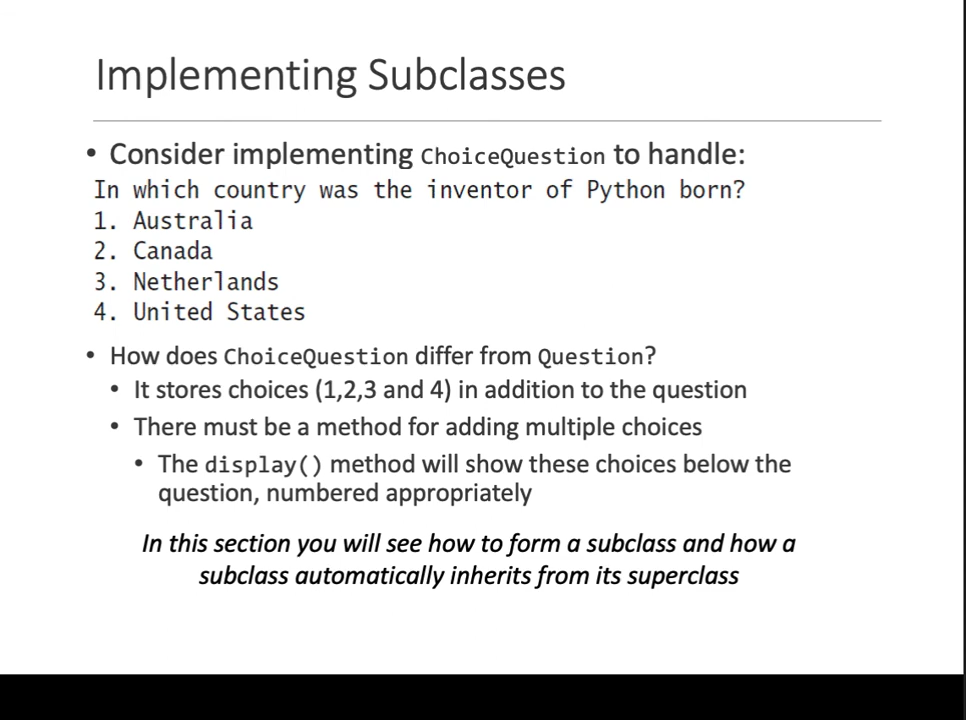 Implementing Subclasses
• Consider implementing ChoiceQuestion to handle:
In which country was the inventor of Python born?
1. Australia
2. Canada
3. Netherlands
4. United States
• How does ChoiceQuestion differ from Question?
• It stores choices (1,2,3 and 4) in addition to the question
• There must be a method for adding multiple choices
• The display() method will show these choices below the
question, numbered appropriately
In this section you will see how to form a subclass and how a
subclass automatically inherits from its superclass